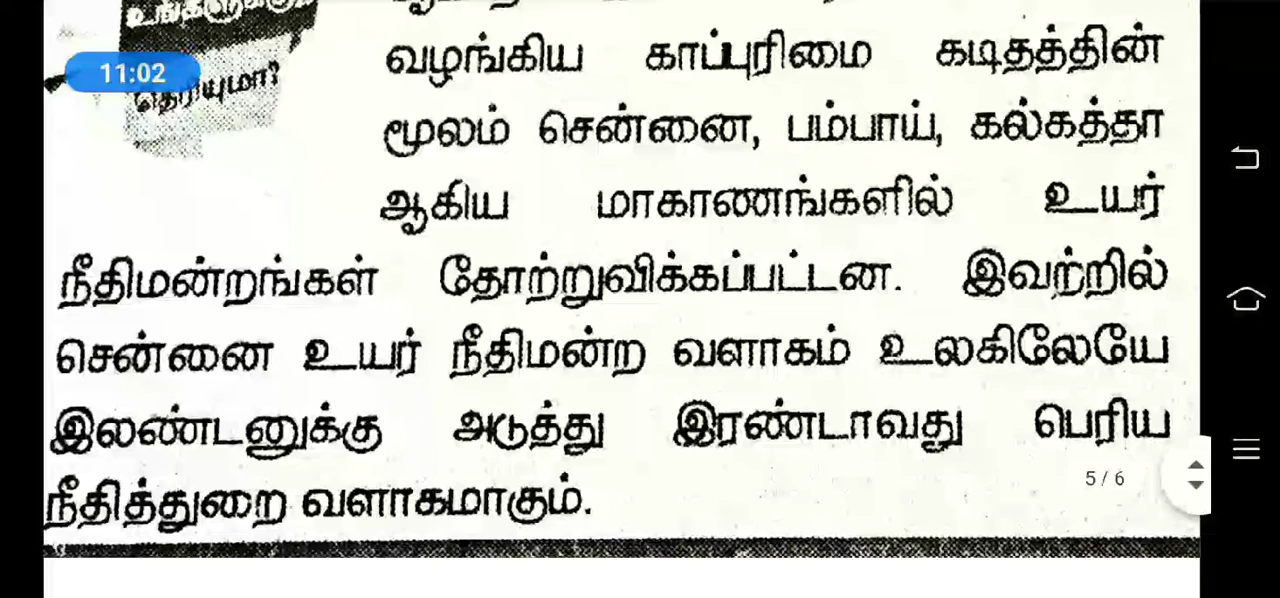 11:02
தெரியுமா?
வழங்கிய காப்புரிமை கடிதத்தின்
மூலம் சென்னை, பம்பாய், கல்கத்தா
ஆகிய மாகாணங்களில் உயர்
நீதிமன்றங்கள் தோற்றுவிக்கப்பட்டன. இவற்றில்
சென்னை உயர் நீதிமன்ற வளாகம் உலகிலேயே
இலண்டனுக்கு அடுத்து இரண்டாவது பெரிய
நீதித்துறை வளாகமாகும்.
5 / 6